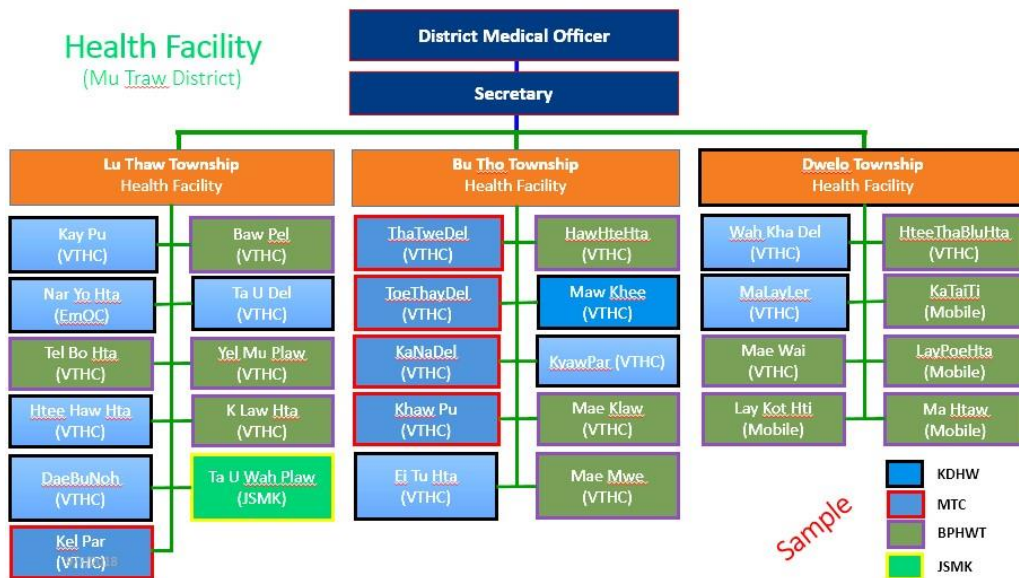 Health Facility
(Mu Traw District)
District Medical Officer
Secretary
Lu Thaw Township
Health Facility
Kay Pu
(VTHC)
Baw Pel
(VTHC)
Nar Yo Hta
(EmOC)
Ta U Del
(VTHC)
Tel Bo Hta
(VTHC)
Yel Mu Plaw
(VTHC)
Htee Haw Hta
(VTHC)
K Law Hta
(VTHC)
DaeBuNoh
(VTHC)
Ta U Wah Plaw
(JSMK)
Kel Par
(VTHC)
Bu Tho Township
Health Facility
ThaTweDel
(VTHC)
HawHteHta
(VTHC)
ToeThayDel
(VTHC)
Maw Khee
(VTHC)
KaNaDel
(VTHC)
KyawPar (VTHC)
Khaw Pu
(VTHC)
Mae Klaw
(VTHC)
Ei Tu Hta
(VTHC)
Mae Mwe
(VTHC)
Dwelo Township
Health Facility
Wah Kha Del
(VTHC)
HteeThaBluHta
(VTHC)
MaLayLer
(VTHC)
KaTaiTi
(Mobile)
Mae Wai
(VTHC)
LayPoeHta
(Mobile)
Lay Kot Hti
(Mobile)
Ma Htaw
(Mobile)
Sample
KDHW
MTC
BPHWT
JSMK